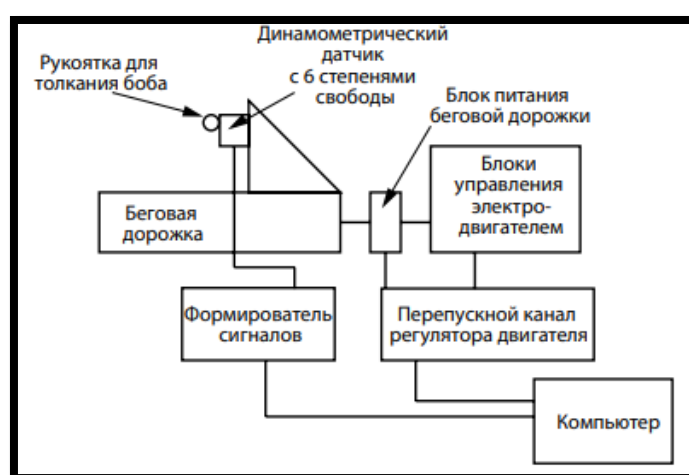 Динамометрический
датчик
с 6 степенями
свободы
Рукоятка для
толкания боба
Блок питания
беговой дорожки
Блоки
управления
электро-
двигателем
Беговая
дорожка
Формирователь
сигналов
Перепускной канал
регулятора двигателя
Компьютер